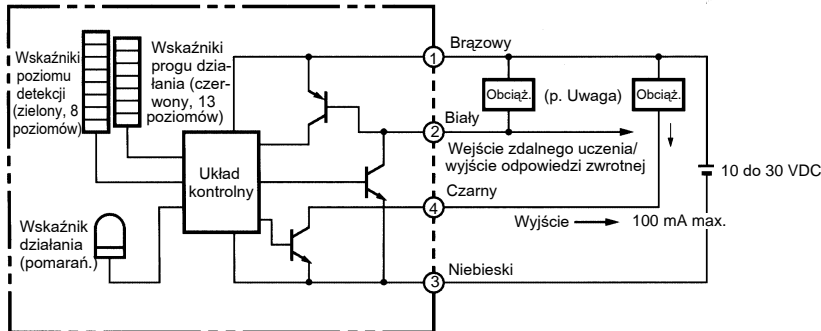 Wskaźniki
poziomu
detekcji
(zielony, 8
poziomów)
Wskaźniki
progu dzia-
łania (czer-
wony, 13
poziomów)
Układ
kontrolny
Wskaźnik
działania
(pomarań.)
1
Brązowy
Obciąż.
(p. Uwaga)
Obciąż.
2
Biały
Wejście zdalnego uczenia/
wyjście odpowiedzi zwrotnej
10 do 30 VDC
Czarny
4
Wyjście
100 mA max.
3
Niebieski